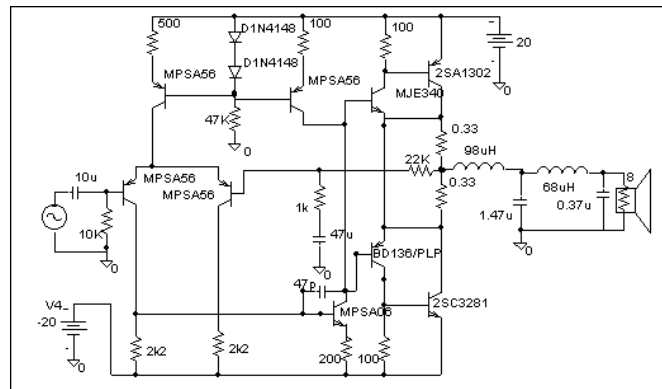 500
D1N4148
100
100
20
D1N4148
MPSA56
MPSA56
2SA1302
MJE340
0
47K
0
0.33
98uH
22K
10u
MPSA56
MPSA56
0.33
68uH
8
1k
1.47u
0.37u
10K
47u
0
0
0
BD136/PLP
47p
V4
-20
MPSA06
2SC3281
0
2k2
2k2
200
100